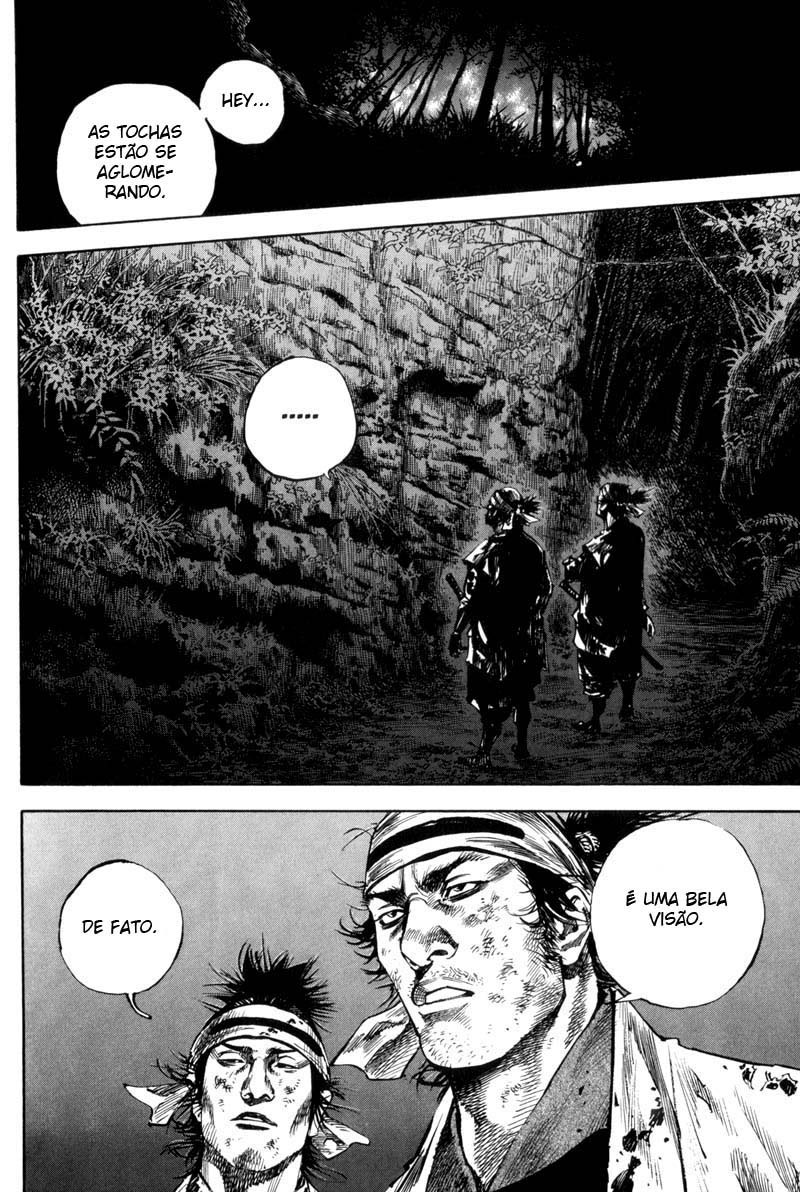 HEY...
AS TOCHAS
ESTÃO SE
AGLOME-
RANDO.
.....
É UMA BELA
VISÃO.
DE FATO.